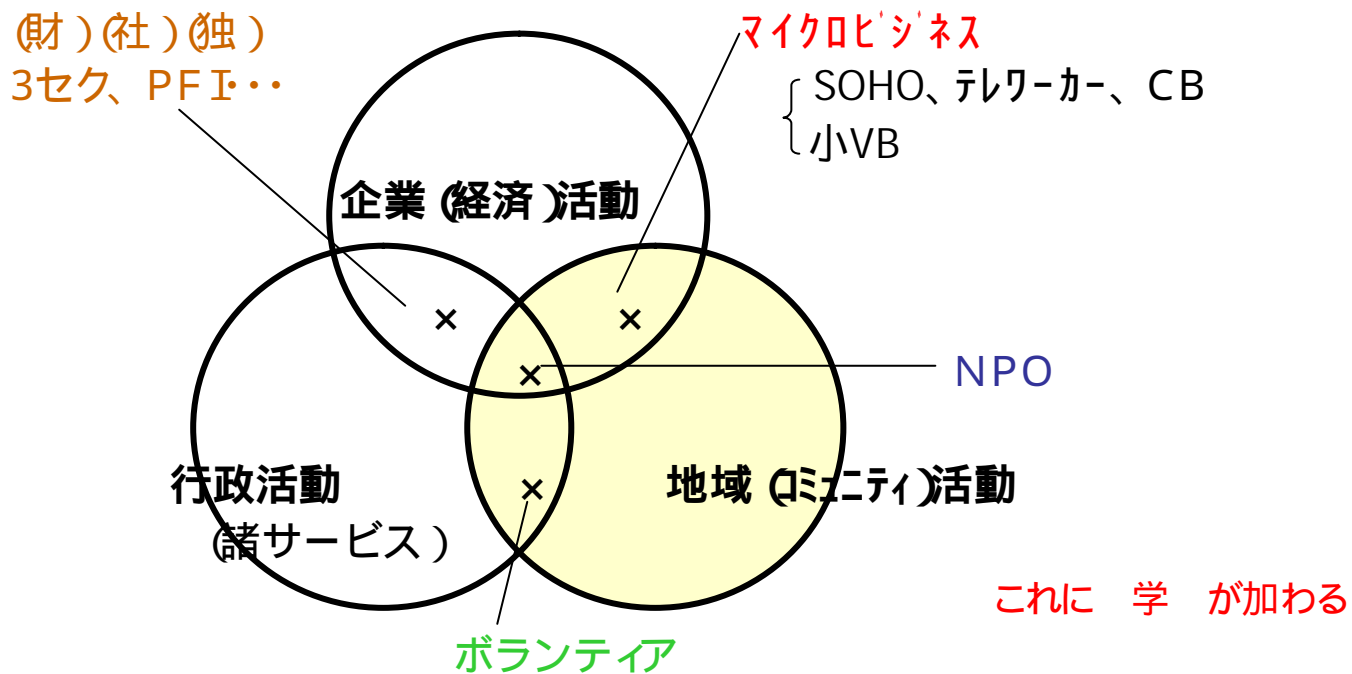 (財)(社)(独)
3セク、PFI・・・
マイクロビジネス
SOHO、テレワーカー、CB
小VB
企業(経済)活動
NPO
行政活動
(諸サービス)
地域(コミュニティ)活動
これに 学 が加わる
ボランティア